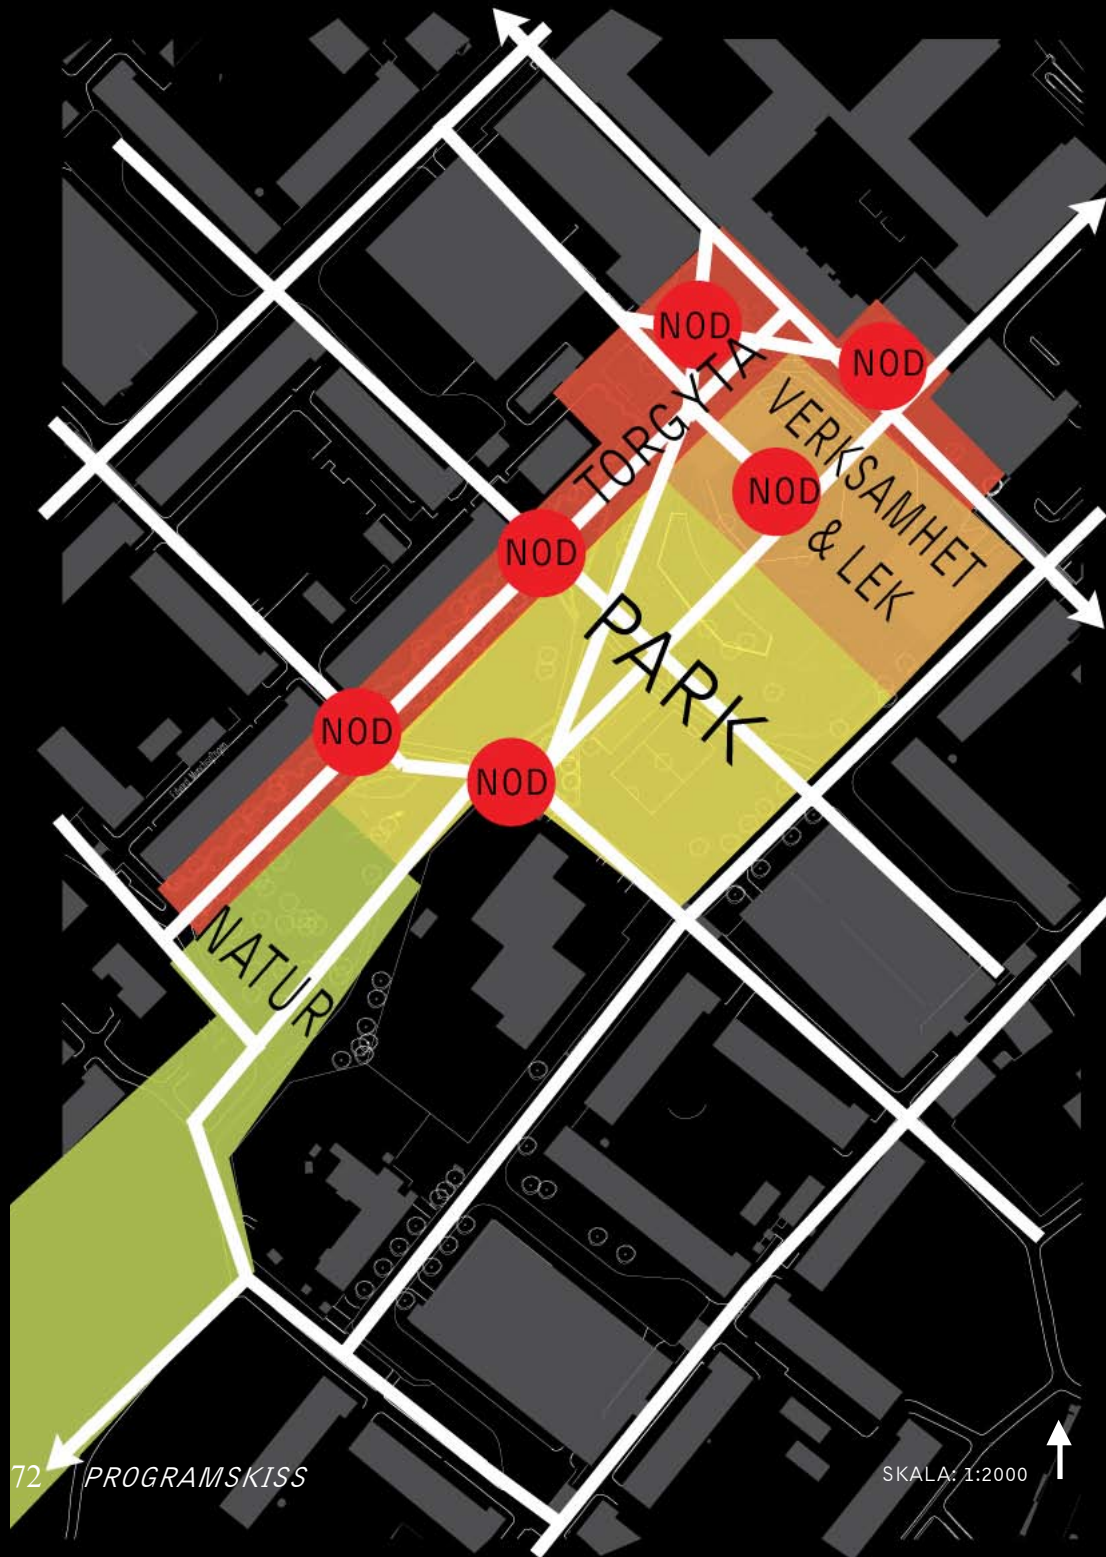 NOD
NOD
TORGYTA
VERKSAMHET
& LEK
NOD
NOD
PARK
NOD
NOD
NATUR
72 PROGRAMSKISS
SKALA: 1:2000